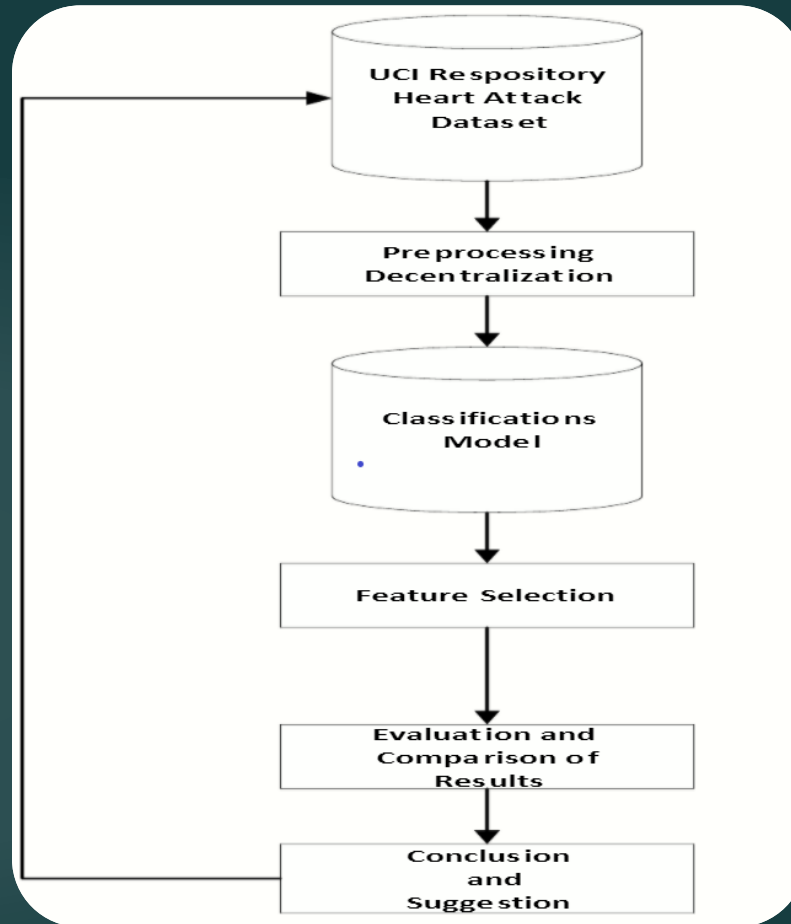 UCI Respository
Heart Attack
Dataset
Preprocessing
Decentralization
Classifications
Model
Feature Selection
Evaluation and
Comparison of
Results
Conclusion
and
Suggestion